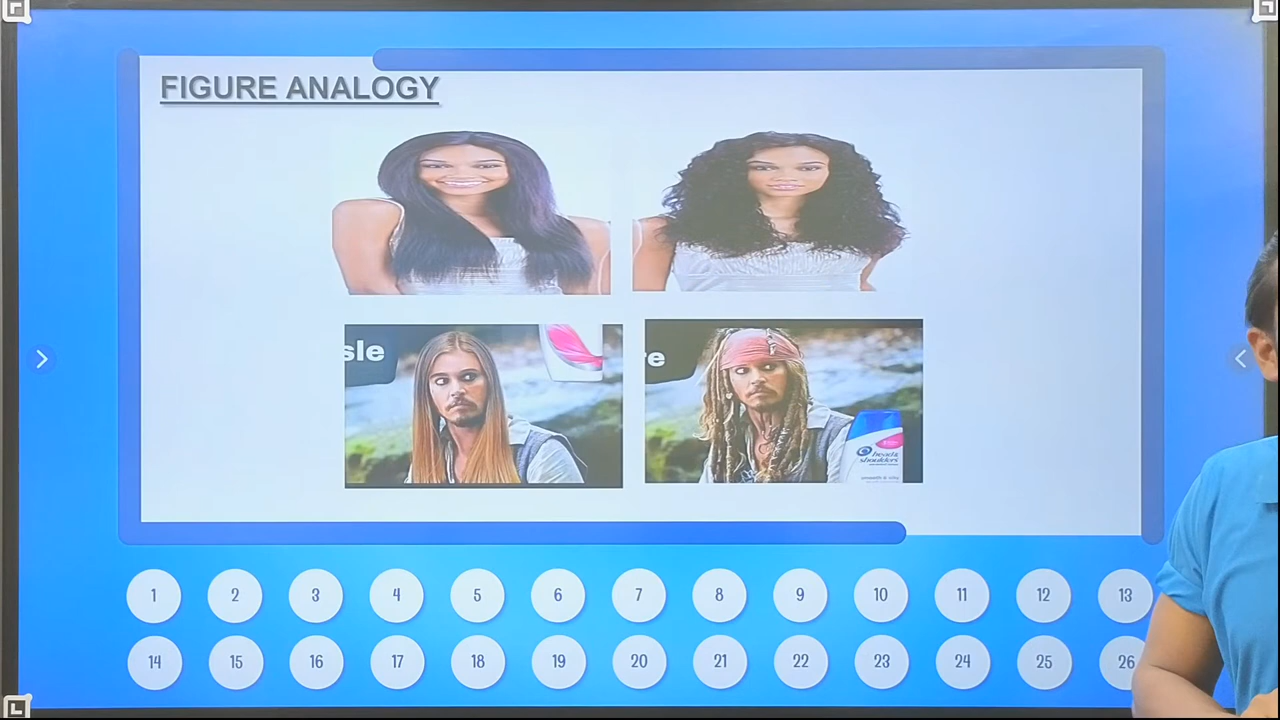 FIGURE ANALOGY
sle
re
head &
shoulders
1 2 3 4 5 6 7 8 9 10 11 12 13
14 15 16 17 18 19 20 21 22 23 24 25 26